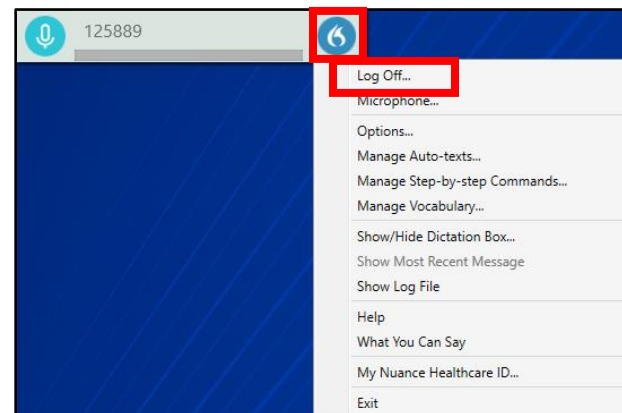 125889
Log Off...
Microphone...
Options...
Manage Auto-texts...
Manage Step-by-step Commands...
Manage Vocabulary...
Show/Hide Dictation Box...
Show Most Recent Message
Show Log File
Help
What You Can Say
My Nuance Healthcare ID...
Exit